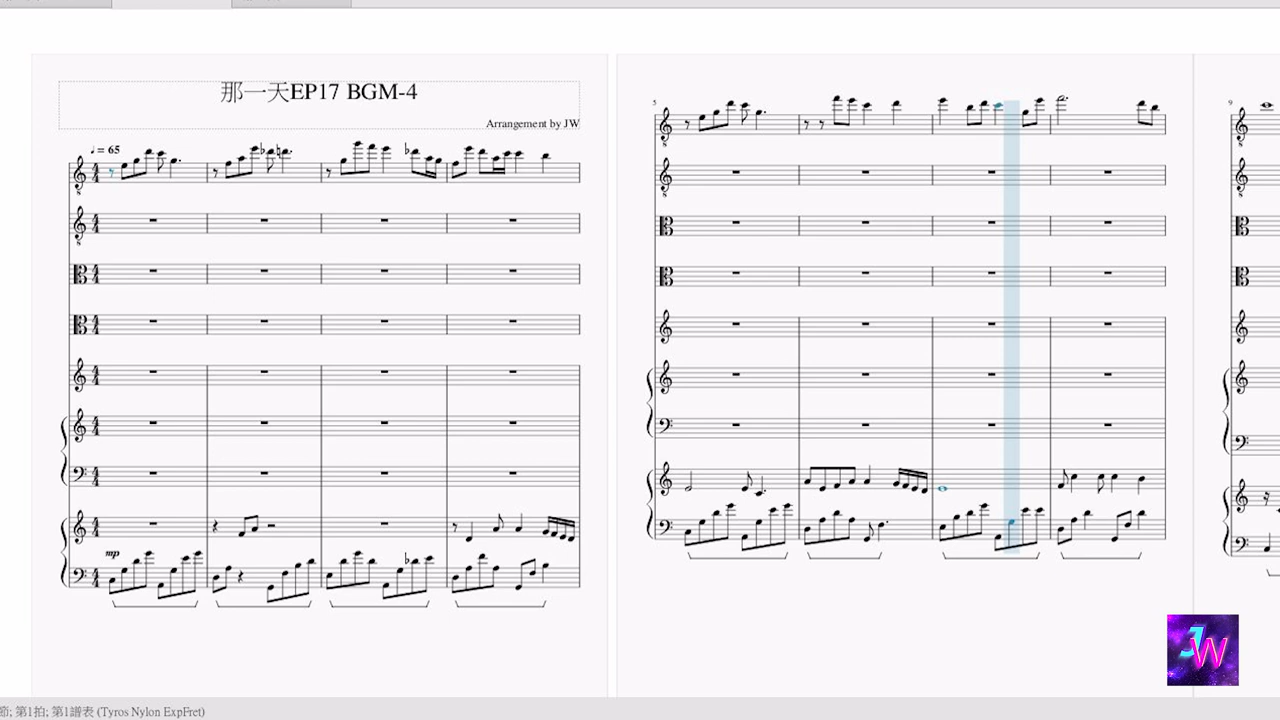 那一天EP17 BGM-4
Arrangement by JW
♩ = 65
mp
5
9
JW
節; 第1拍; 第1譜表 (Tyros Nylon ExpFret)